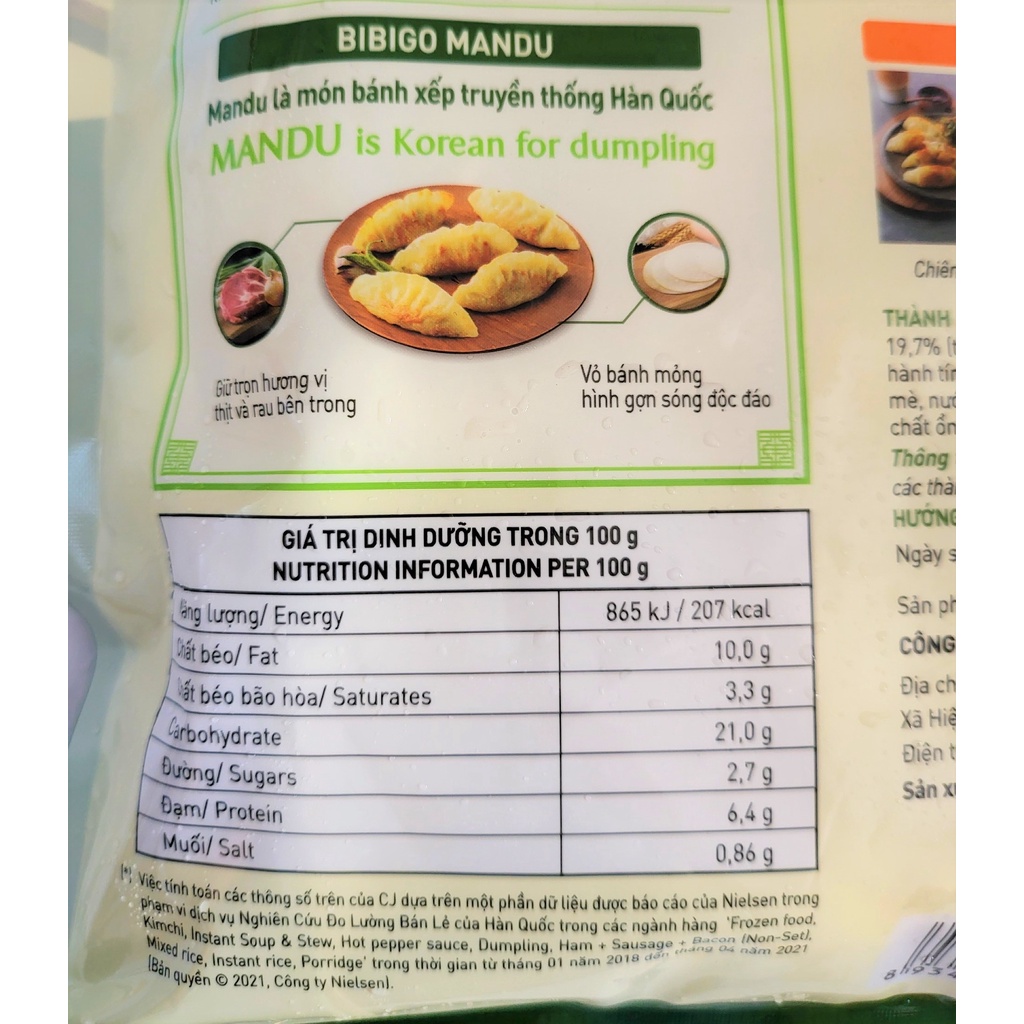 BIBIGO MANDU
Mandu là món bánh xếp truyền thống Hàn Quốc
MANDU is Korean for dumpling
Giữ trọn hương vị
thịt và rau bên trong
Vỏ bánh mỏng
hình gợn sóng độc đáo
GIÁ TRỊ DINH DƯỠNG TRONG 100 g
NUTRITION INFORMATION PER 100 g
lượng/ Energy 865 kJ / 207 kcal
béo/ Fat 10,0 g
béo bão hòa/ Saturates 3,3 g
Carbohydrate 21,0 g
Đường/ Sugars 2,7 g
Đạm/ Protein 6,4 g
Muối/ Salt 0,86 g
(*) Việc tính toán các thông số trên của CJ dựa trên một phần dữ liệu được báo cáo của Nielsen trong
phạm vi dịch vụ Nghiên Cứu Đo Lường Bán Lẻ của Hàn Quốc trong các ngành hàng 'Frozen food,
Kimchi, Instant Soup & Stew, Hot pepper sauce, Dumpling, Ham + Sausage + Bacon (Non-Set),
Mixed rice, Instant rice, Porridge' trong thời gian từ tháng 01 năm 2018 đến tháng 04 năm 2021
(Bản quyền © 2021, Công ty Nielsen).
THÀNH
19,7%
hành
mè,
chất
Thông
các
HƯỚNG
Ngày
Sản
CÔNG
Địa
Xã
Điện
Sản